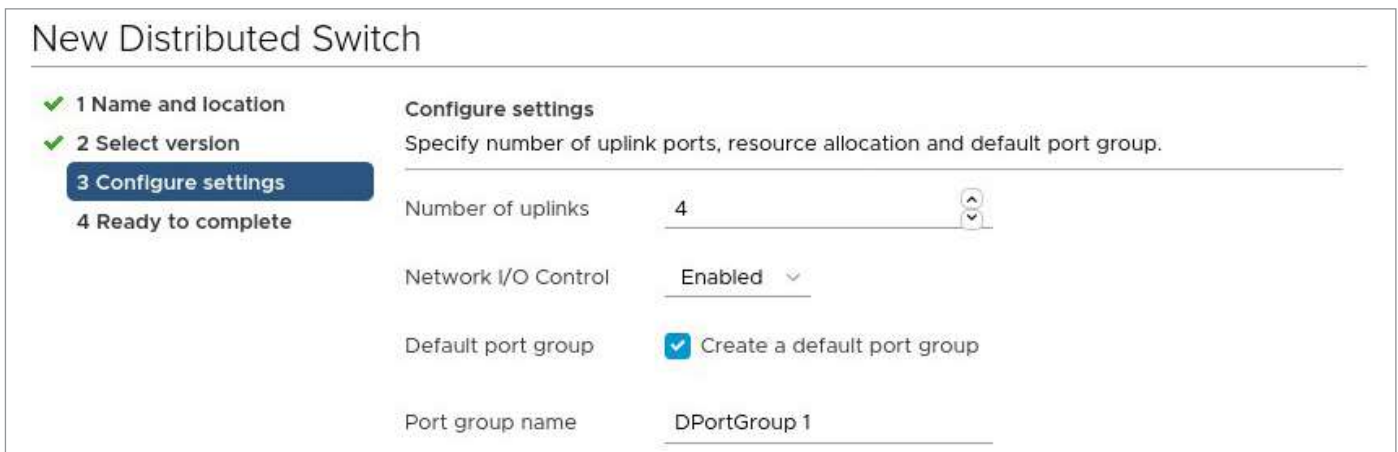 New Distributed Switch
1 Name and location
2 Select version
3 Configure settings
4 Ready to complete
Configure settings
Specify number of uplink ports, resource allocation and default port group.
Number of uplinks 4
Network I/O Control Enabled
Default port group Create a default port group
Port group name DPortGroup 1